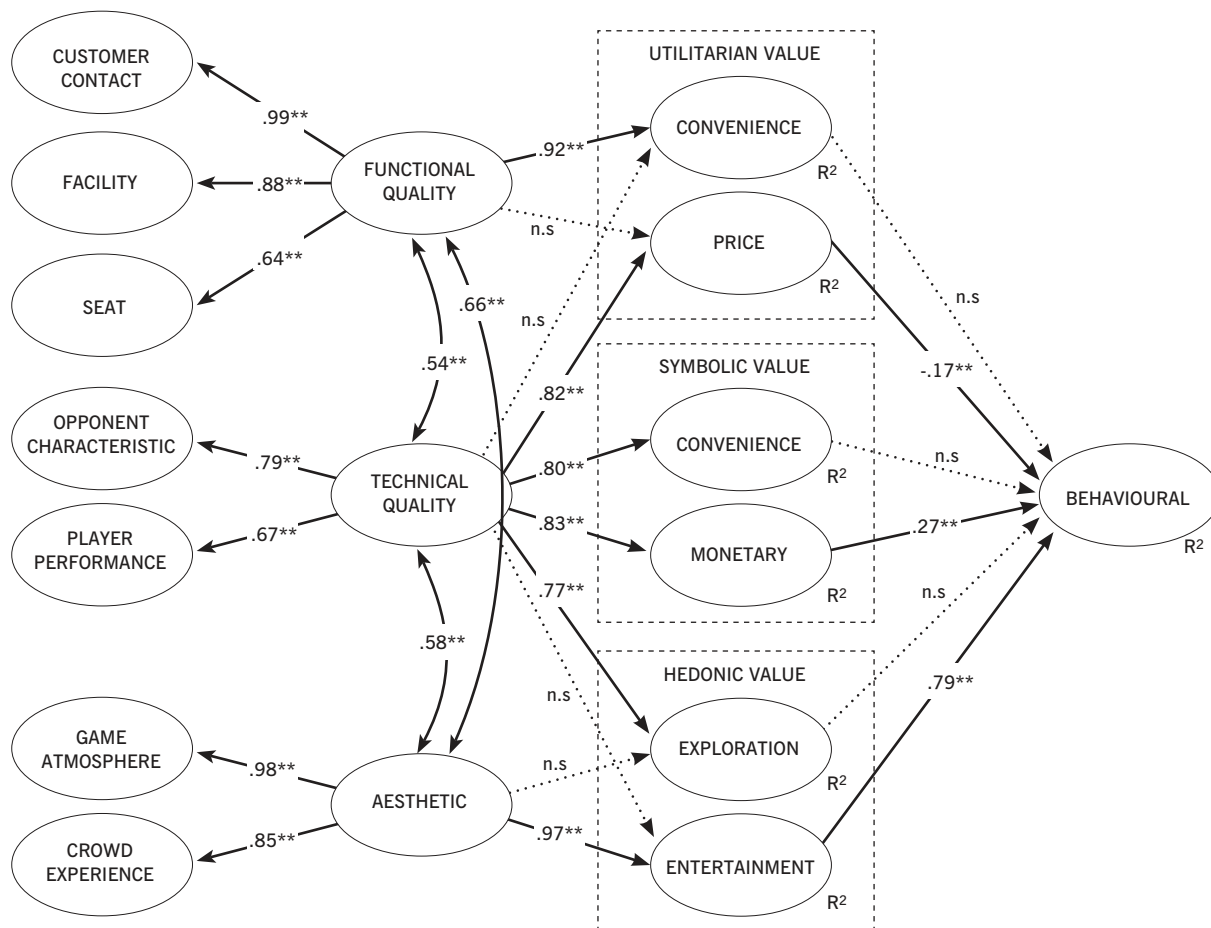 CUSTOMER
CONTACT
FACILITY
SEAT
OPPONENT
CHARACTERISTIC
PLAYER
PERFORMANCE
GAME
ATMOSPHERE
CROWD
EXPERIENCE
.99**
.88**
.64**
.79**
.67**
.98**
.85**
FUNCTIONAL
QUALITY
TECHNICAL
QUALITY
AESTHETIC
.54**
.66**
.58**
.92**
n.s
n.s
.82**
.80**
.83**
.77**
n.s
n.s
.97**
UTILITARIAN VALUE
CONVENIENCE
R2
PRICE
R2
SYMBOLIC VALUE
CONVENIENCE
R2
MONETARY
R2
HEDONIC VALUE
EXPLORATION
R2
ENTERTAINMENT
R2
n.s
-.17**
n.s
.27**
n.s
.79**
BEHAVIOURAL
R2